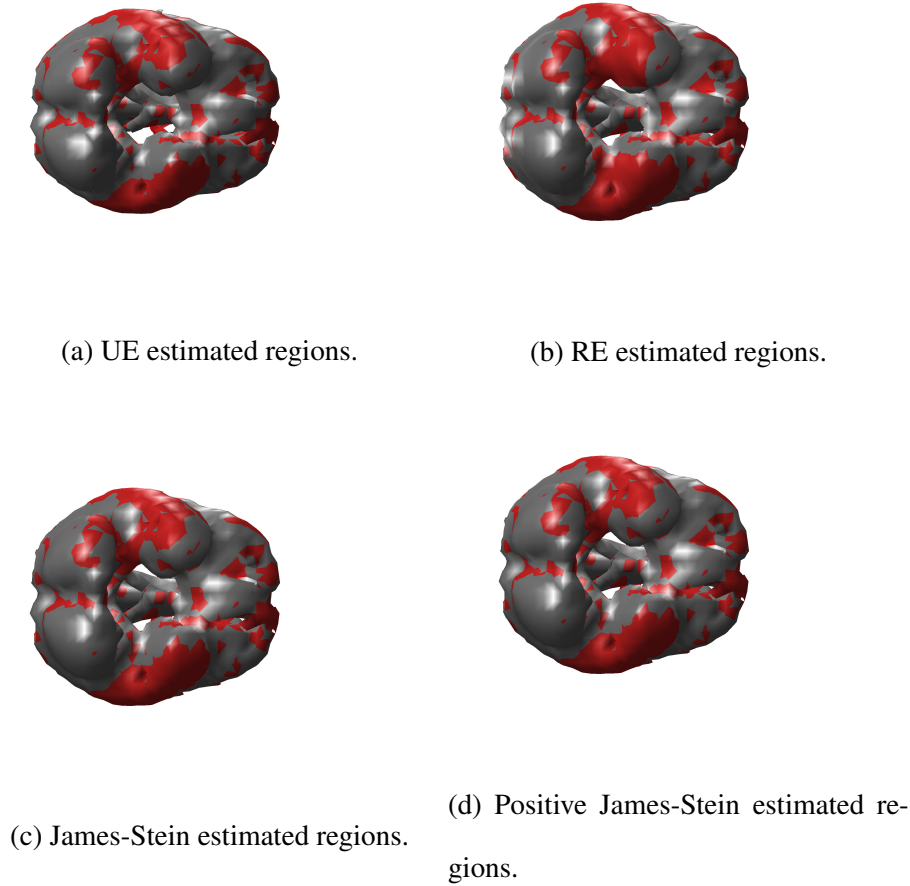 (a) UE estimated regions.
(b) RE estimated regions.
(c) James-Stein estimated regions.
(d) Positive James-Stein estimated re-
gions.